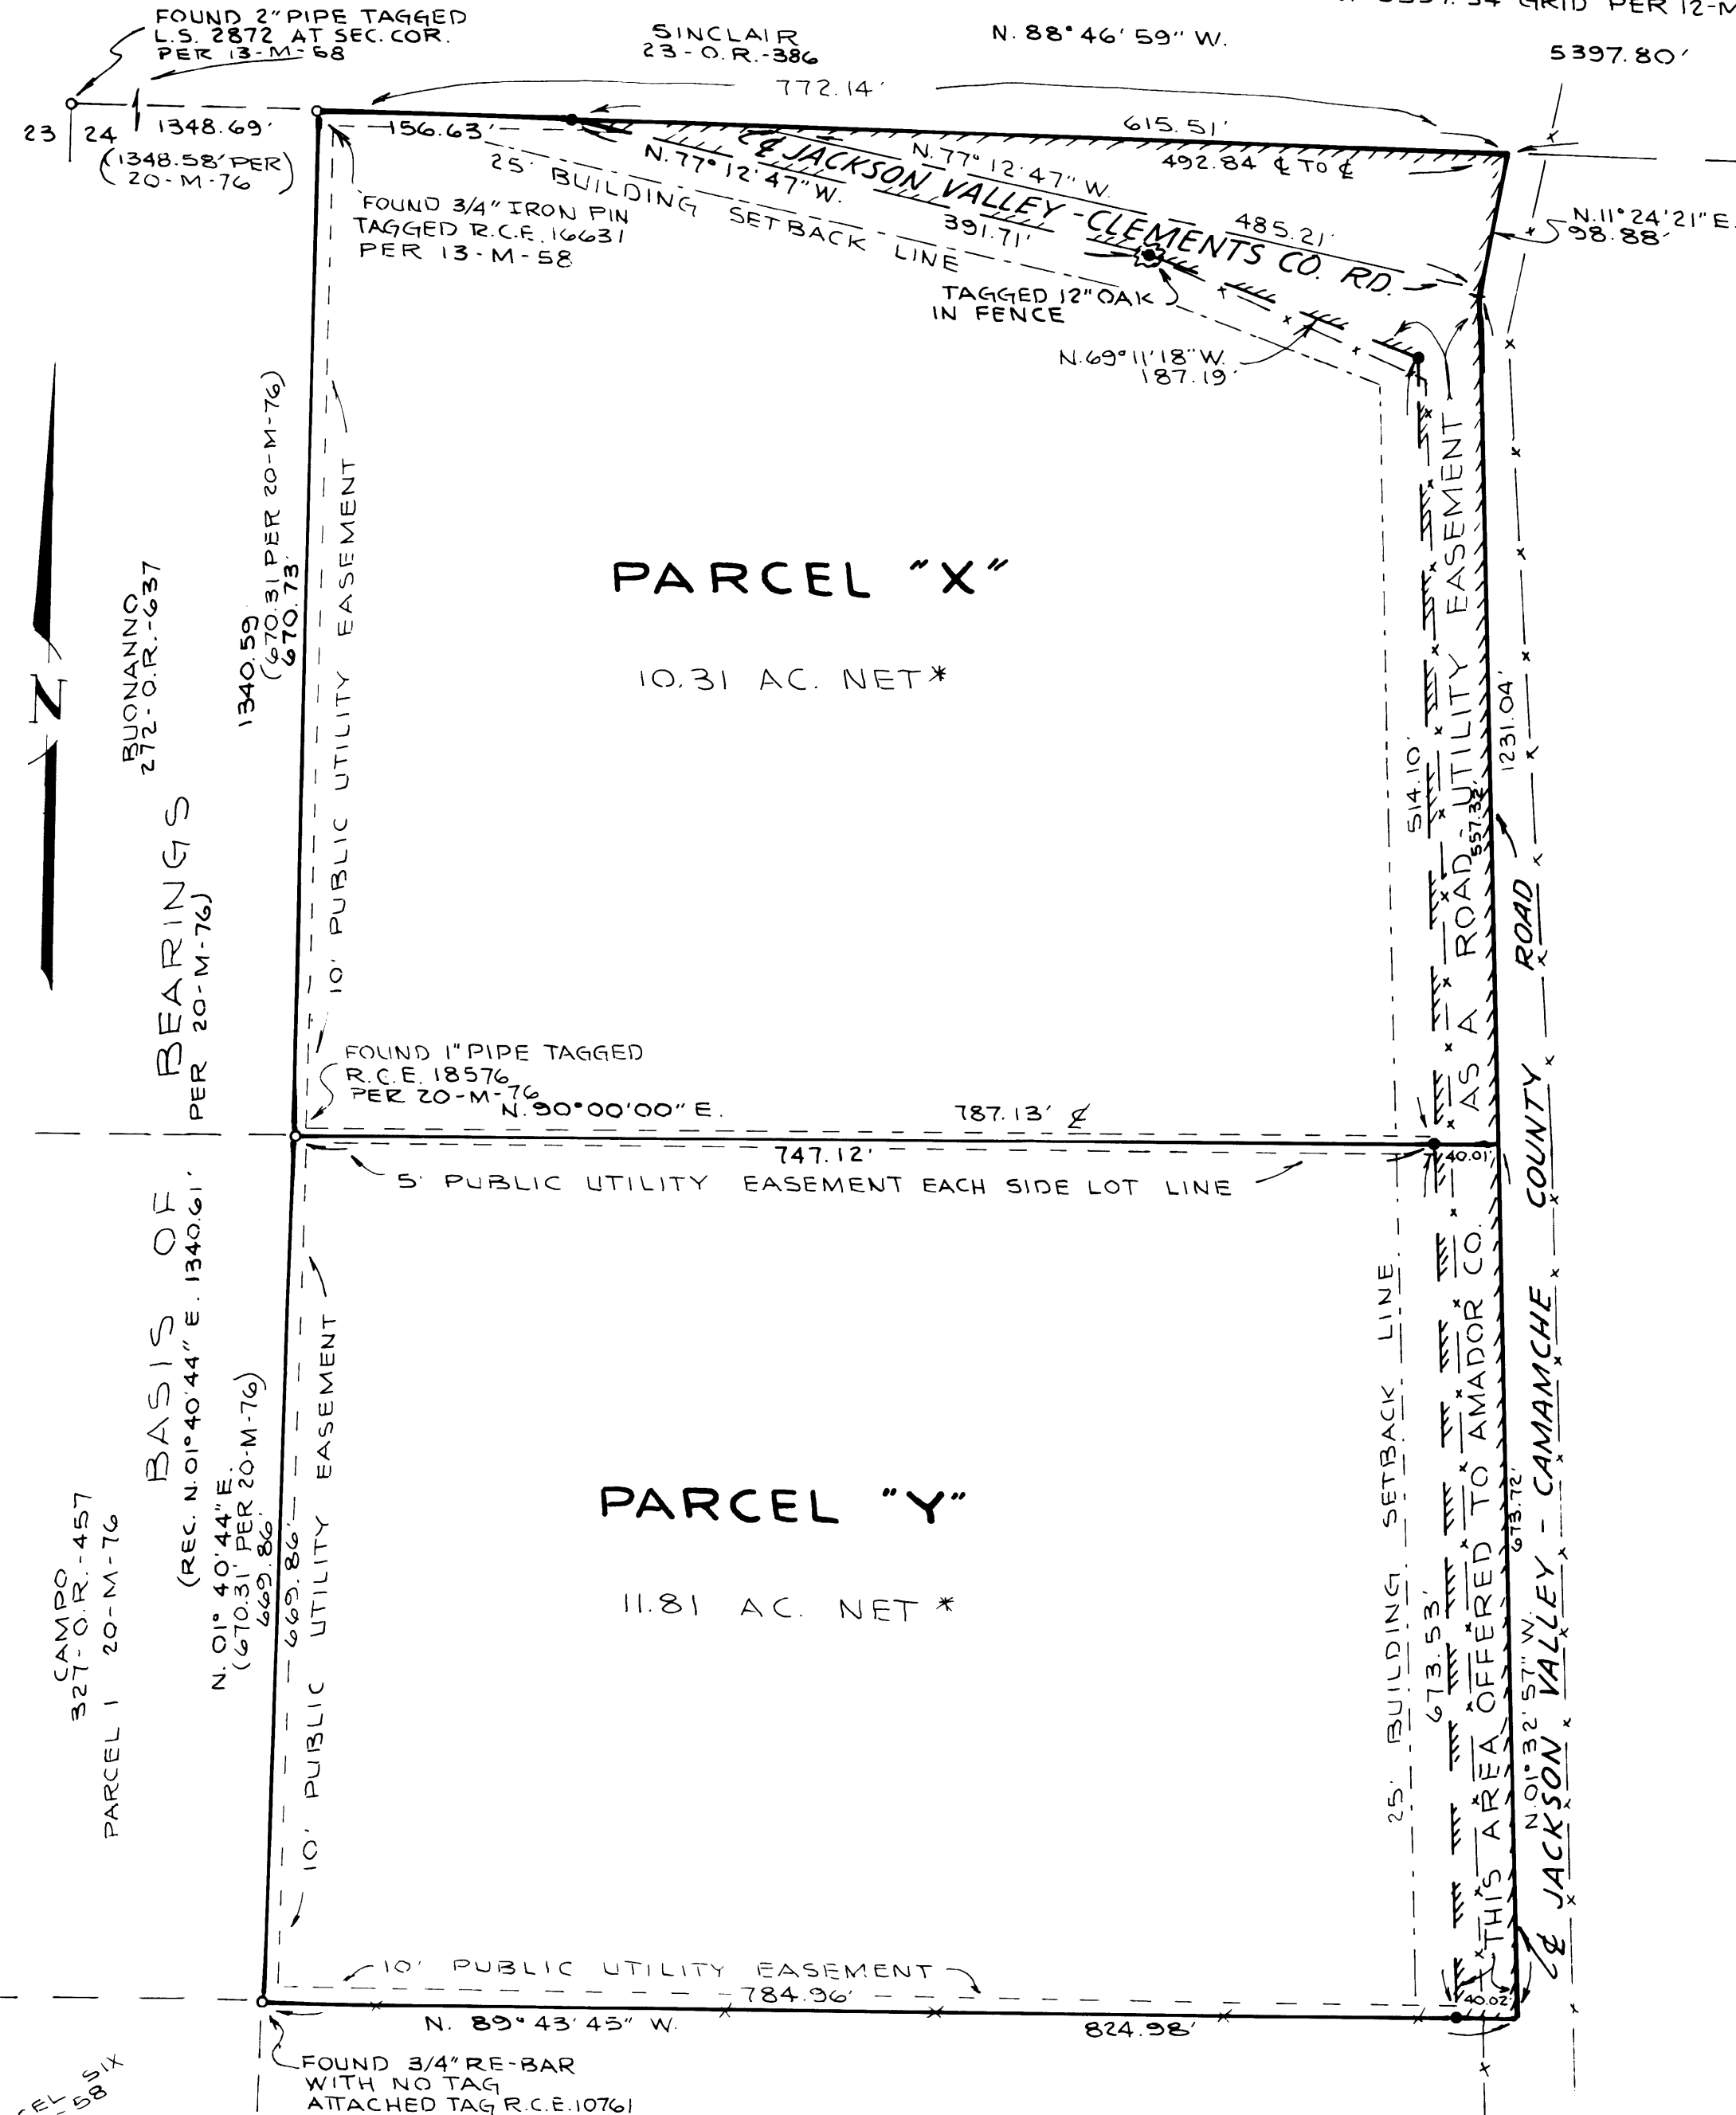 5397.34 GRID PER 12-M
FOUND 2" PIPE TAGGED
L.S. 2872 AT SEC. COR.
PER 13-M-58
SINCLAIR
23-O.R.-386
N. 88° 46' 59" W.
5397.80'
772.14'
23 24
1348.69'
(1348.58' PER
20-M-76)
156.63'
615.51'
492.84 ℄ TO ℄
N. 77° 12' 47" W.
485.21'
℄ JACKSON VALLEY - CLEMENTS CO. RD.
N. 77° 12' 47" W.
391.71'
25' BUILDING SETBACK LINE
N. 11° 24' 21" E.
98.88'
FOUND 3/4" IRON PIN
TAGGED R.C.E. 16631
PER 13-M-58
TAGGED 12" OAK
IN FENCE
N. 69° 11' 18" W.
187.19'
N
BUONANNO
272-O.R.-637
1340.59
(670.31 PER 20-M-76)
670.73'
10' PUBLIC UTILITY EASEMENT
PARCEL "X"
10.31 AC. NET*
514.10'
557.32'
1231.04'
BASIS OF BEARINGS
PER 20-M-76)
(REC. N. 01° 40' 44" E. 1340.61'
FOUND 1" PIPE TAGGED
R.C.E. 18576
PER 20-M-76
N. 90° 00' 00" E.
787.13' ℄
747.12'
40.01'
5' PUBLIC UTILITY EASEMENT EACH SIDE LOT LINE
CAMPO
327-O.R.-457
PARCEL 1 20-M-76
N. 01° 40' 44" E.
(670.31' PER 20-M-76)
669.86'
669.86'
10' PUBLIC UTILITY EASEMENT
PARCEL "Y"
11.81 AC. NET *
25' BUILDING SETBACK LINE
673.53'
THIS AREA OFFERED TO AMADOR CO. AS A ROAD - UTILITY EASEMENT
673.72'
N. 01° 32' 57" W.
℄ JACKSON VALLEY - CAMAMCHE COUNTY ROAD
10' PUBLIC UTILITY EASEMENT
784.96'
40.02'
N. 89° 43' 45" W.
824.98'
FOUND 3/4" RE-BAR
WITH NO TAG
ATTACHED TAG R.C.E. 10761
CEL SIX
58